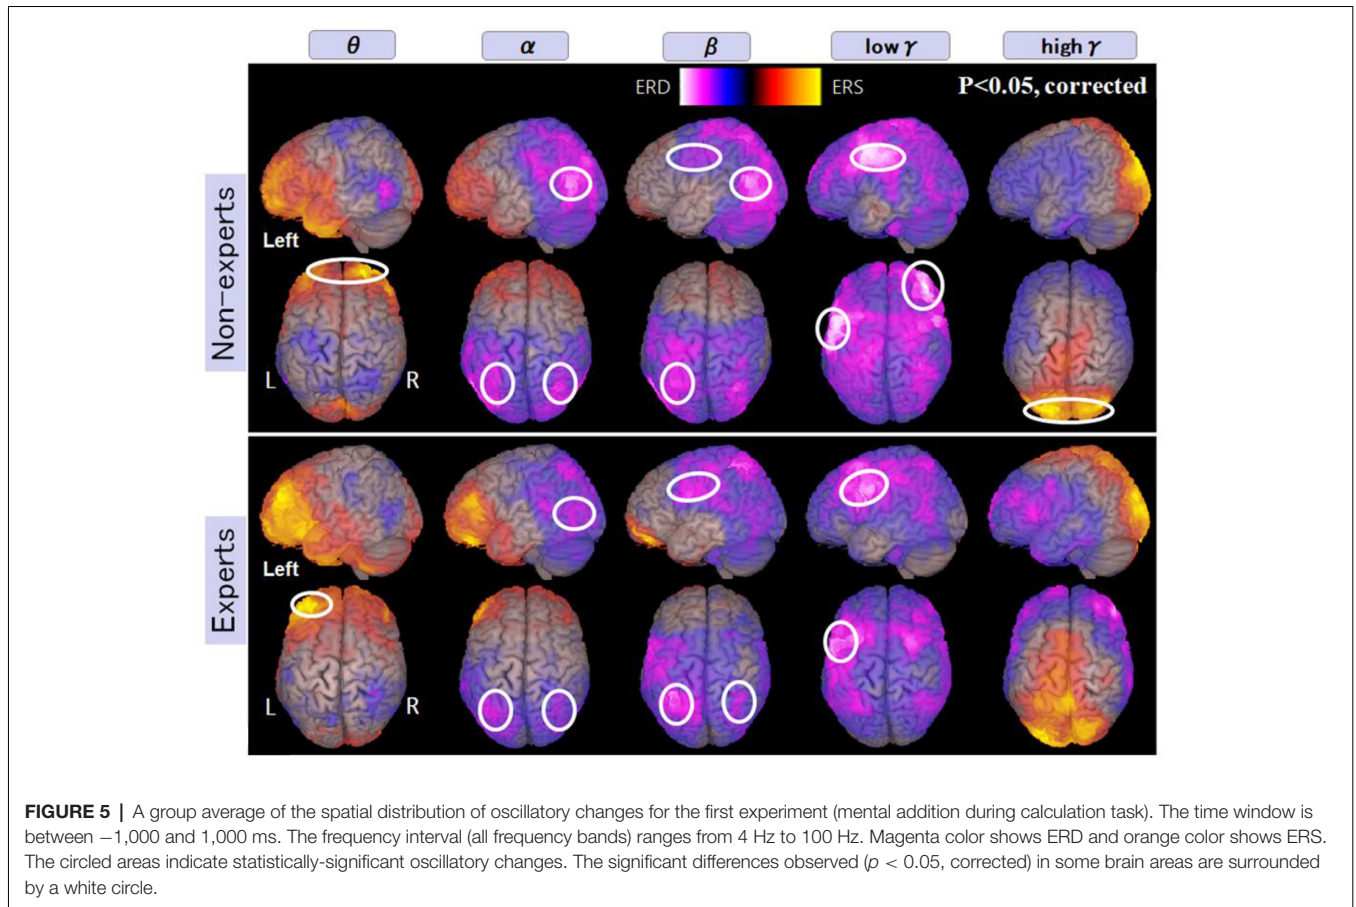 θ α β low γ high γ
ERD ERS P<0.05, corrected
Non-experts
Left
L R
Experts
Left
L R
FIGURE 5 | A group average of the spatial distribution of oscillatory changes for the first experiment (mental addition during calculation task). The time window is
between −1,000 and 1,000 ms. The frequency interval (all frequency bands) ranges from 4 Hz to 100 Hz. Magenta color shows ERD and orange color shows ERS.
The circled areas indicate statistically-significant oscillatory changes. The significant differences observed (p < 0.05, corrected) in some brain areas are surrounded
by a white circle.